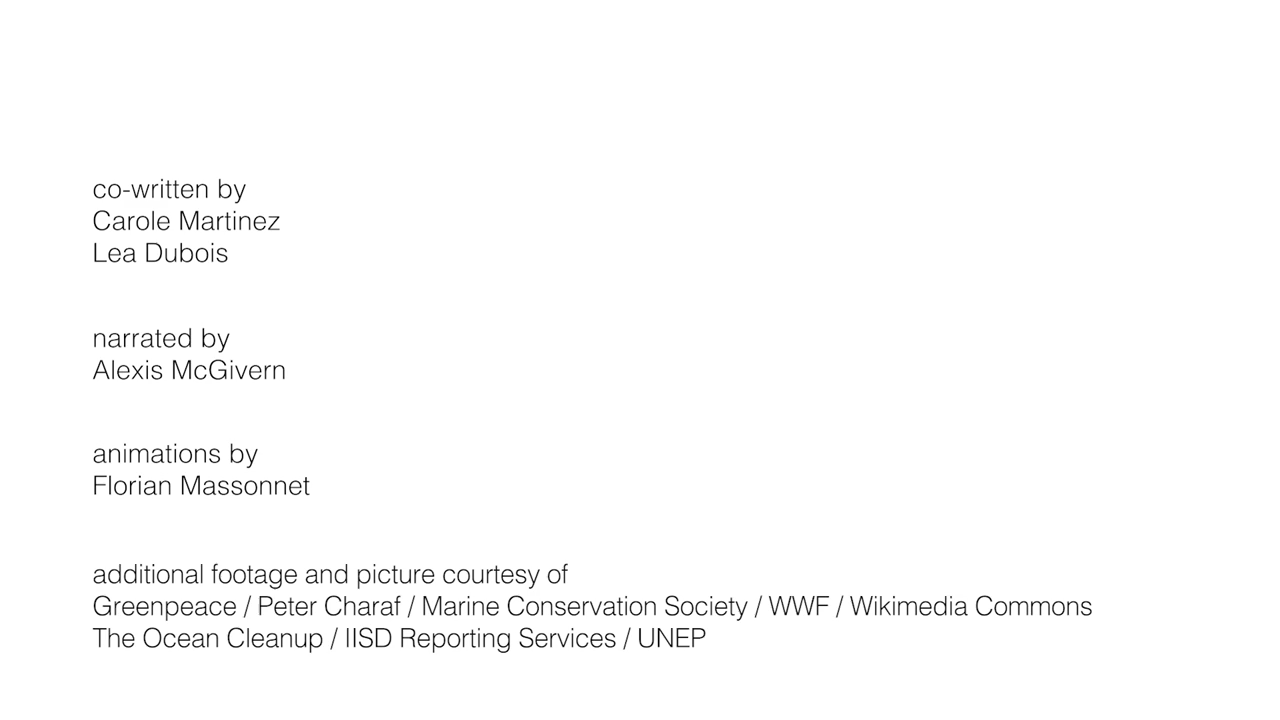 co-written by
Carole Martinez
Lea Dubois
narrated by
Alexis McGivern
animations by
Florian Massonnet
additional footage and picture courtesy of
Greenpeace / Peter Charaf / Marine Conservation Society / WWF / Wikimedia Commons
The Ocean Cleanup / IISD Reporting Services / UNEP